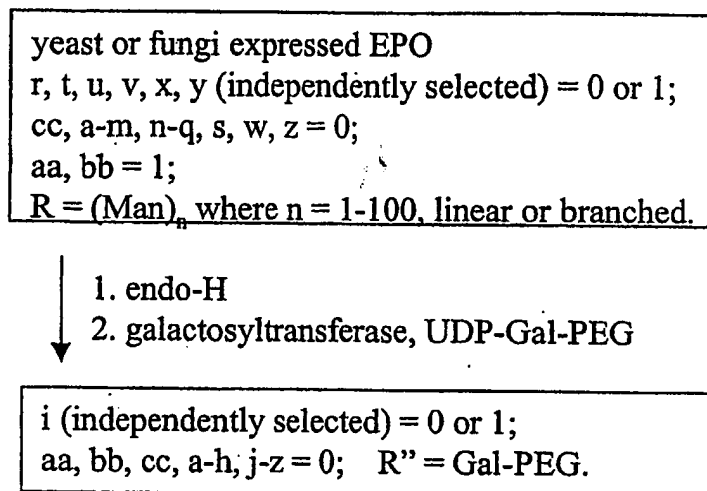 yeast or fungi expressed EPO
r, t, u, v, x, y (independently selected) = 0 or 1;
cc, a-m, n-q, s, w, z = 0;
aa, bb = 1;
R = (Man)n where n = 1-100, linear or branched.
1. endo-H
2. galactosyltransferase, UDP-Gal-PEG
i (independently selected) = 0 or 1;
aa, bb, cc, a-h, j-z = 0; R” = Gal-PEG.